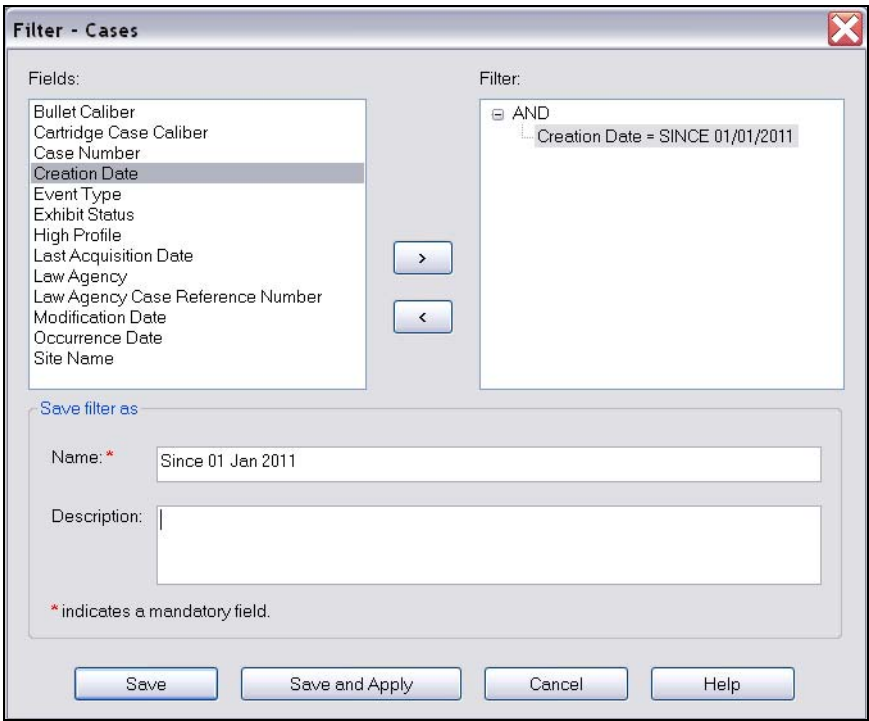 Filter - Cases
Fields:
Bullet Caliber
Cartridge Case Caliber
Case Number
Creation Date
Event Type
Exhibit Status
High Profile
Last Acquisition Date
Law Agency
Law Agency Case Reference Number
Modification Date
Occurrence Date
Site Name
>
<
Filter:
AND
Creation Date = SINCE 01/01/2011
Save filter as
Name: *
Since 01 Jan 2011
Description:
* indicates a mandatory field.
Save
Save and Apply
Cancel
Help